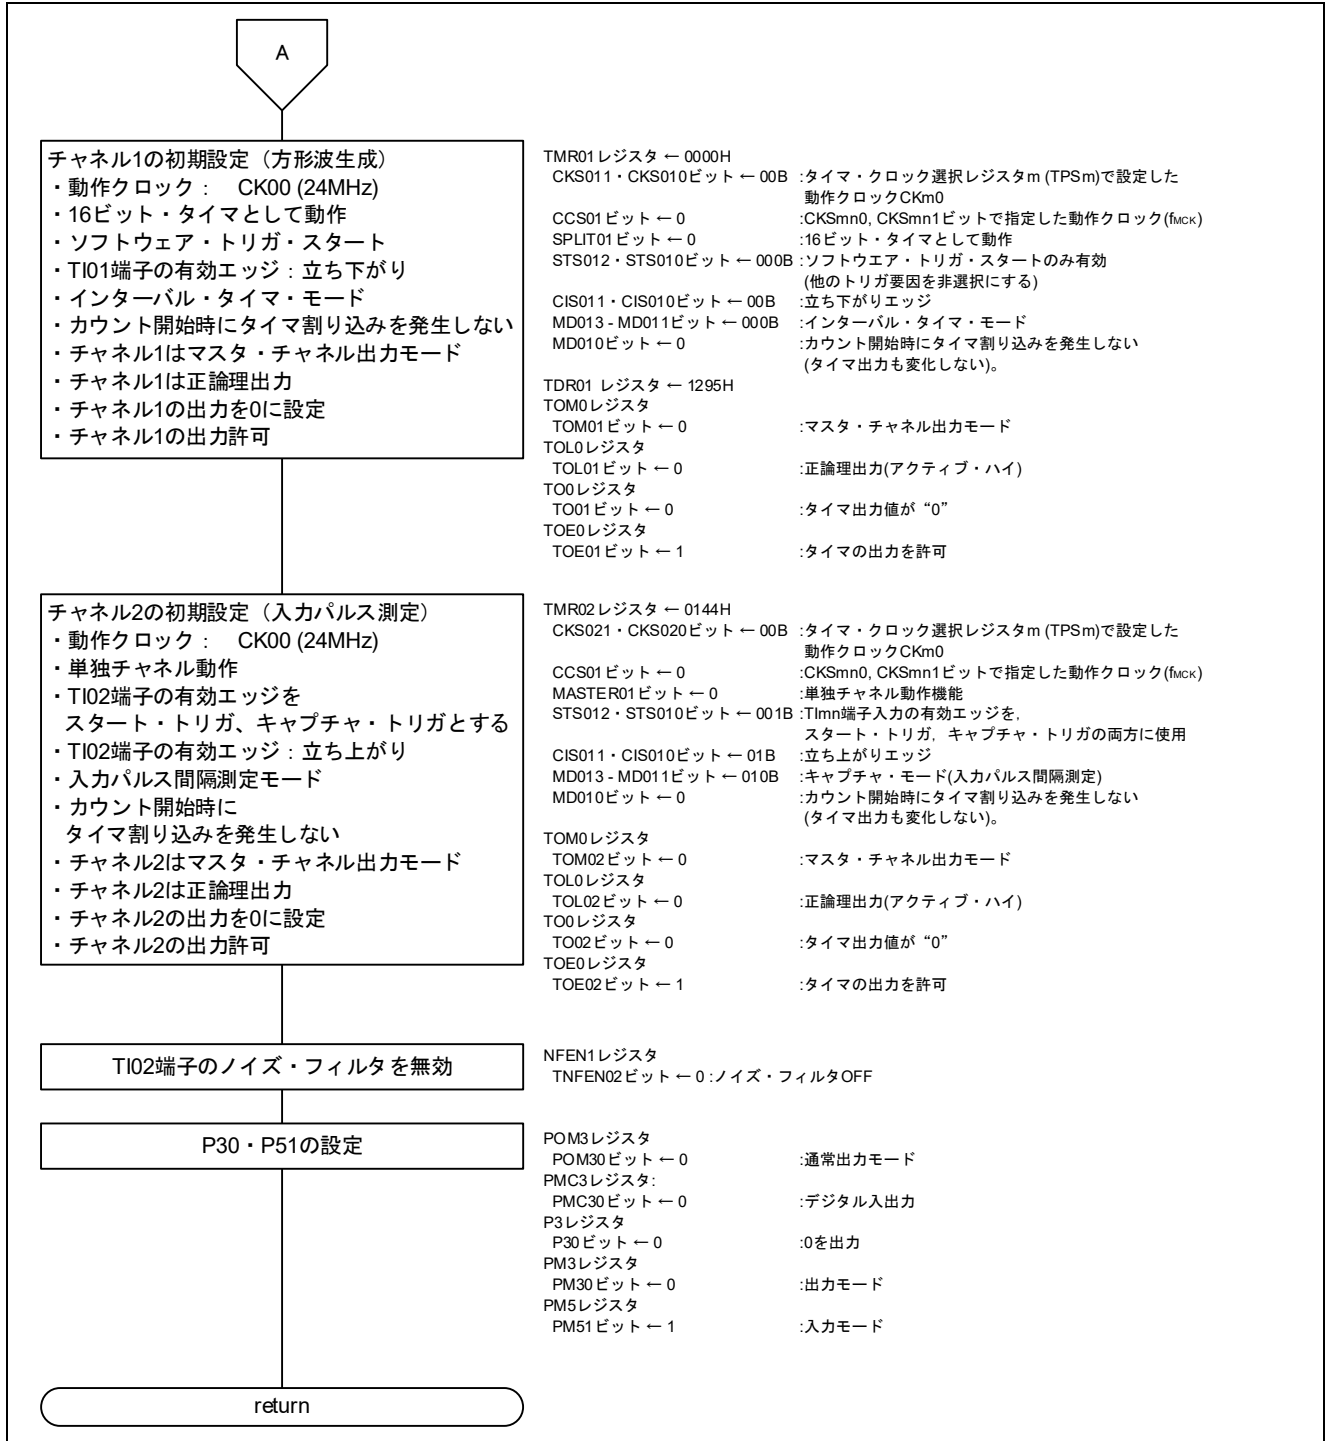 A
チャネル1の初期設定（方形波生成）
・動作クロック： CK00 (24MHz)
・16ビット・タイマとして動作
・ソフトウェア・トリガ・スタート
・TI01端子の有効エッジ：立ち下がり
・インターバル・タイマ・モード
・カウント開始時にタイマ割り込みを発生しない
・チャネル1はマスタ・チャネル出力モード
・チャネル1は正論理出力
・チャネル1の出力を0に設定
・チャネル1の出力許可
TMR01レジスタ ← 0000H
CKS011・CKS010ビット ← 00B :タイマ・クロック選択レジスタm (TPSm)で設定した
動作クロックCKm0
CCS01ビット ← 0 :CKSmn0, CKSmn1ビットで指定した動作クロック(fMCK)
SPLIT01ビット ← 0 :16ビット・タイマとして動作
STS012・STS010ビット ← 000B :ソフトウエア・トリガ・スタートのみ有効
(他のトリガ要因を非選択にする)
CIS011・CIS010ビット ← 00B :立ち下がりエッジ
MD013 - MD011ビット ← 000B :インターバル・タイマ・モード
MD010ビット ← 0 :カウント開始時にタイマ割り込みを発生しない
(タイマ出力も変化しない)。
TDR01 レジスタ ← 1295H
TOM0レジスタ
TOM01ビット ← 0 :マスタ・チャネル出力モード
TOL0レジスタ
TOL01ビット ← 0 :正論理出力(アクティブ・ハイ)
TO0レジスタ
TO01ビット ← 0 :タイマ出力値が“0”
TOE0レジスタ
TOE01ビット ← 1 :タイマの出力を許可
チャネル2の初期設定（入力パルス測定）
・動作クロック： CK00 (24MHz)
・単独チャネル動作
・TI02端子の有効エッジを
スタート・トリガ、キャプチャ・トリガとする
・TI02端子の有効エッジ：立ち上がり
・入力パルス間隔測定モード
・カウント開始時に
タイマ割り込みを発生しない
・チャネル2はマスタ・チャネル出力モード
・チャネル2は正論理出力
・チャネル2の出力を0に設定
・チャネル2の出力許可
TMR02レジスタ ← 0144H
CKS021・CKS020ビット ← 00B :タイマ・クロック選択レジスタm (TPSm)で設定した
動作クロックCKm0
CCS01ビット ← 0 :CKSmn0, CKSmn1ビットで指定した動作クロック(fMCK)
MASTER01ビット ← 0 :単独チャネル動作機能
STS012・STS010ビット ← 001B :TImn端子入力の有効エッジを,
スタート・トリガ, キャプチャ・トリガの両方に使用
CIS011・CIS010ビット ← 01B :立ち上がりエッジ
MD013 - MD011ビット ← 010B :キャプチャ・モード(入力パルス間隔測定)
MD010ビット ← 0 :カウント開始時にタイマ割り込みを発生しない
(タイマ出力も変化しない)。
TOM0レジスタ
TOM02ビット ← 0 :マスタ・チャネル出力モード
TOL0レジスタ
TOL02ビット ← 0 :正論理出力(アクティブ・ハイ)
TO0レジスタ
TO02ビット ← 0 :タイマ出力値が“0”
TOE0レジスタ
TOE02ビット ← 1 :タイマの出力を許可
TI02端子のノイズ・フィルタを無効
NFEN1レジスタ
TNFEN02ビット ← 0 :ノイズ・フィルタOFF
P30・P51の設定
POM3レジスタ
POM30ビット ← 0 :通常出力モード
PMC3レジスタ:
PMC30ビット ← 0 :デジタル入出力
P3レジスタ
P30ビット ← 0 :0を出力
PM3レジスタ
PM30ビット ← 0 :出力モード
PM5レジスタ
PM51ビット ← 1 :入力モード
return